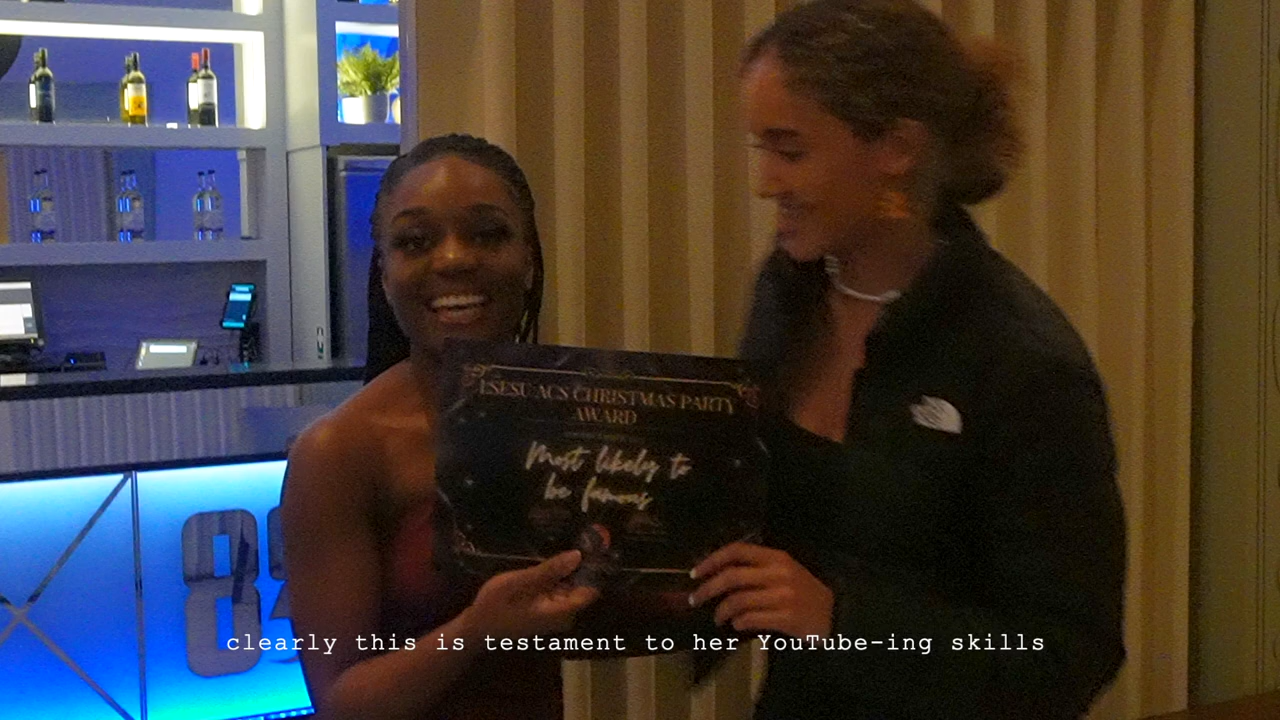 LSESU ACS CHRISTMAS PARTY
AWARD
Most likely to
be famous
8
clearly this is testament to her YouTube-ing skills